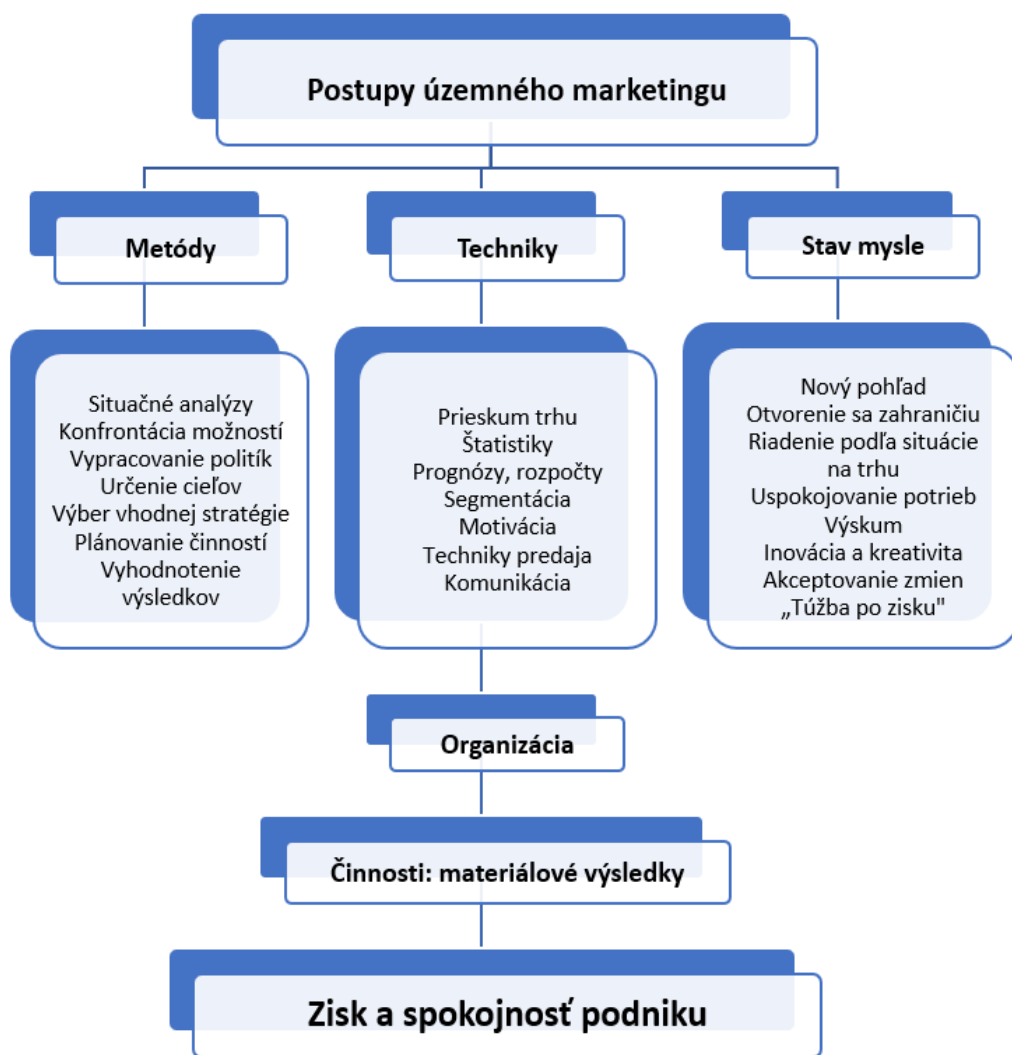 Postupy územného marketingu
Metódy
Techniky
Stav mysle
Situačné analýzy
Konfrontácia možností
Vypracovanie politík
Určenie cieľov
Výber vhodnej stratégie
Plánovanie činností
Vyhodnotenie
výsledkov
Prieskum trhu
Štatistiky
Prognózy, rozpočty
Segmentácia
Motivácia
Techniky predaja
Komunikácia
Nový pohľad
Otvorenie sa zahraničiu
Riadenie podľa situácie
na trhu
Uspokojovanie potrieb
Výskum
Inovácia a kreativita
Akceptovanie zmien
„Túžba po zisku"
Organizácia
Činnosti: materiálové výsledky
Zisk a spokojnosť podniku